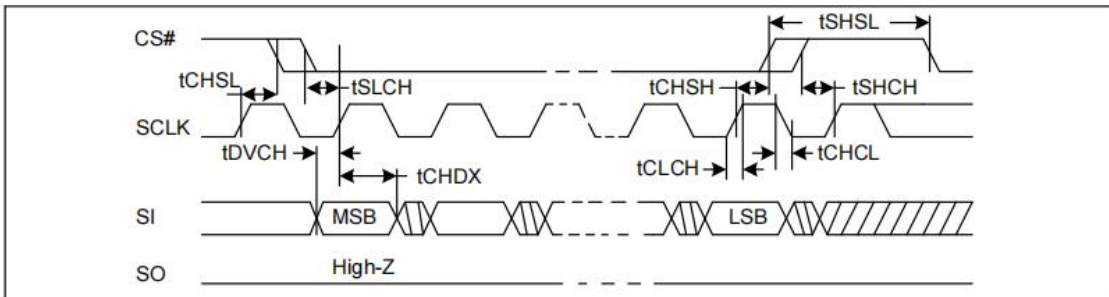 tSHSL
CS#
tCHSL
tSLCH
tCHSH
tSHCH
SCLK
tDVCH
tCHDX
tCLCH
tCHCL
SI
MSB
LSB
High-Z
SO